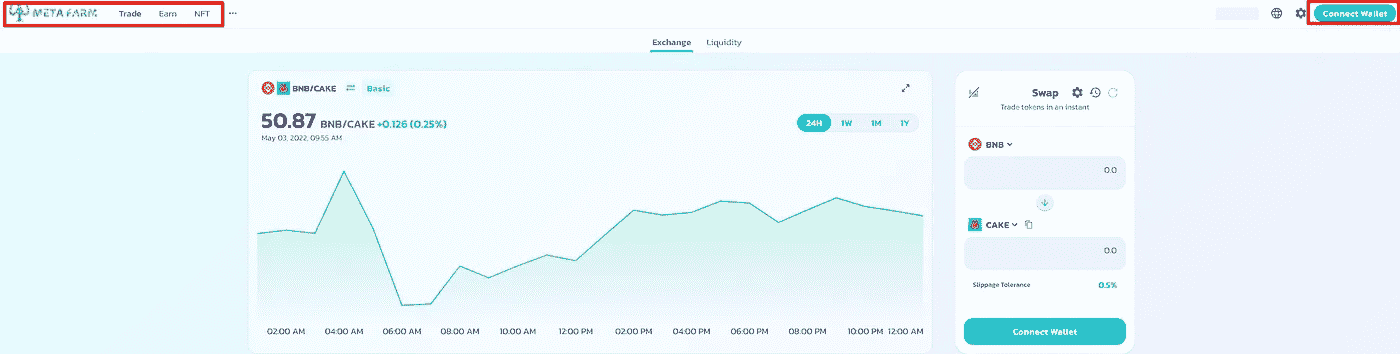 META FARM Trade Earn NFT ... Connect Wallet
Exchange Liquidity
BNB/CAKE Basic
50.87 BNB/CAKE +0.126 (0.25%)
May 03, 2022, 09:55 AM
24H 1W 1M 1Y
02:00 AM 04:00 AM 06:00 AM 08:00 AM 10:00 AM 12:00 PM 02:00 PM 04:00 PM 06:00 PM 08:00 PM 10:00 PM 12:00 AM
Swap
Trade tokens in an instant
BNB
0.0
CAKE
0.0
Slippage Tolerance 0.5%
Connect Wallet